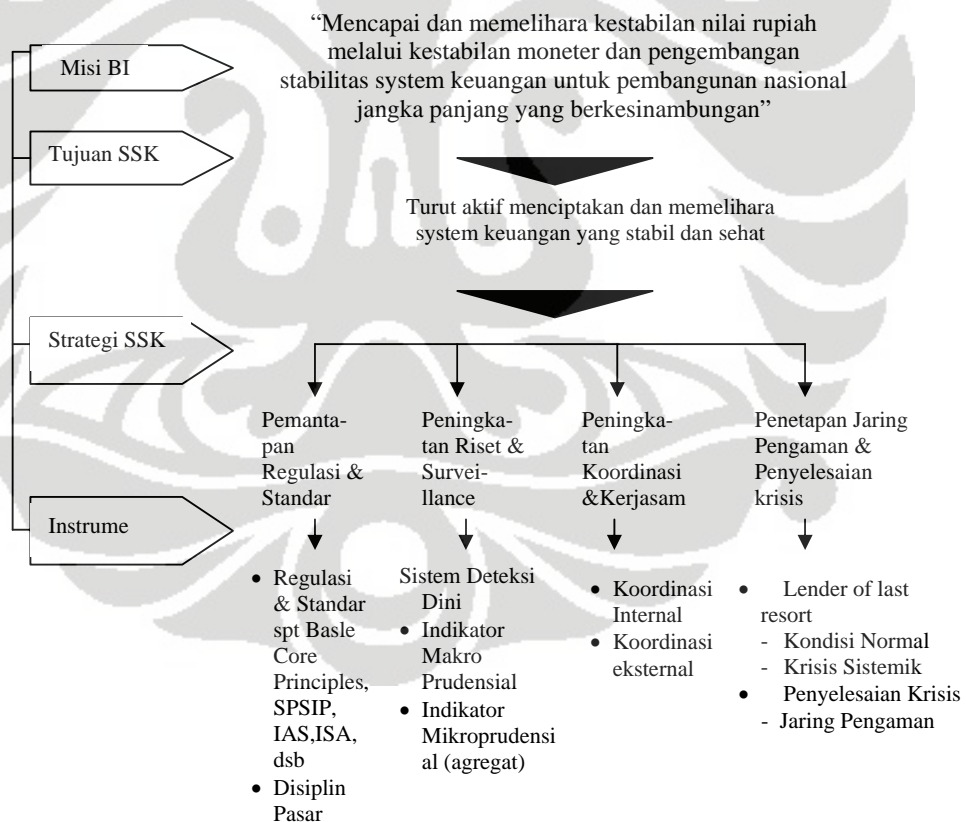 Misi BI
“Mencapai dan memelihara kestabilan nilai rupiah
melalui kestabilan moneter dan pengembangan
stabilitas system keuangan untuk pembangunan nasional
jangka panjang yang berkesinambungan”
Tujuan SSK
Turut aktif menciptakan dan memelihara
system keuangan yang stabil dan sehat
Strategi SSK
Pemanta-
pan
Regulasi &
Standar
Peningka-
tan Riset &
Survei-
llance
Peningka-
tan
Koordinasi
&Kerjasam
Penetapan Jaring
Pengaman &
Penyelesaian
krisis
Instrume
• Regulasi
& Standar
spt Basle
Core
Principles,
SPSIP,
IAS,ISA,
dsb
• Disiplin
Pasar
Sistem Deteksi
Dini
• Indikator
Makro
Prudensial
• Indikator
Mikroprudensi
al (agregat)
• Koordinasi
Internal
• Koordinasi
eksternal
• Lender of last
resort
- Kondisi Normal
- Krisis Sistemik
• Penyelesaian Krisis
- Jaring Pengaman